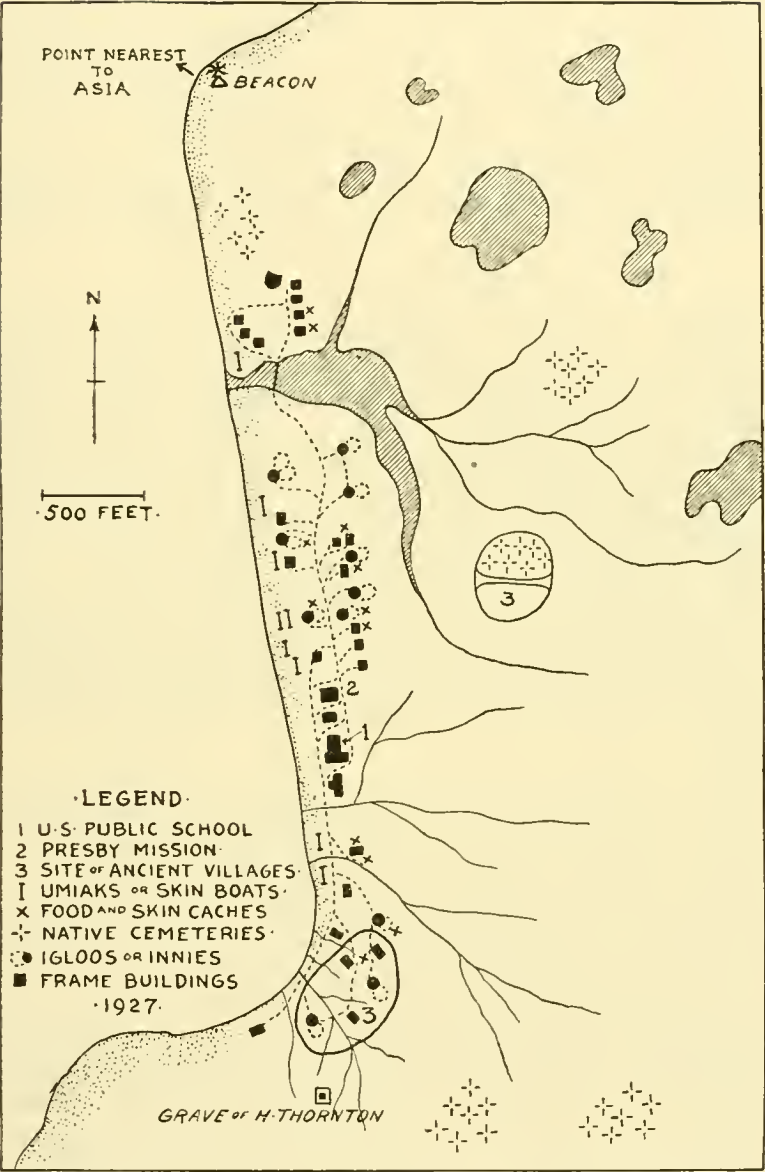 POINT NEAREST
TO
ASIA
BEACON
N
·500 FEET·
3
2
1
·LEGEND·
1 U·S· PUBLIC SCHOOL
2 PRESBY MISSION·
3 SITE OF ANCIENT VILLAGES·
I UMIAKS OR SKIN BOATS·
x FOOD AND SKIN CACHES
NATIVE CEMETERIES·
IGLOOS OR INNIES
FRAME BUILDINGS
·1927·
3
GRAVE OF H·THORNTON